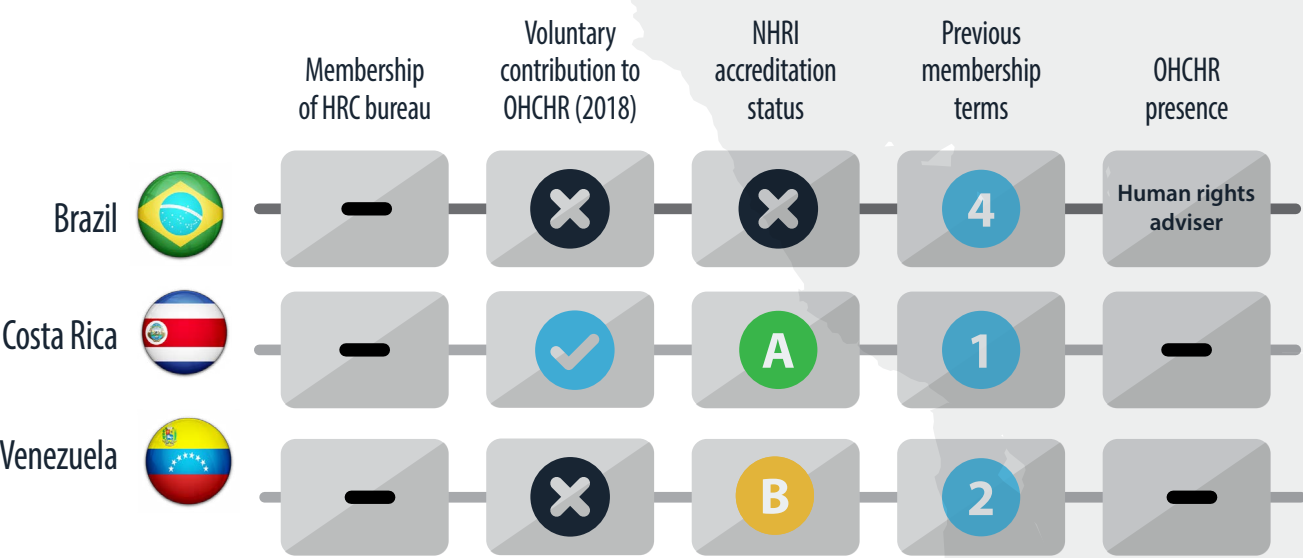 Membership
of HRC bureau
Voluntary
contribution to
OHCHR (2018)
NHRI
accreditation
status
Previous
membership
terms
OHCHR
presence
Brazil
4
Human rights
adviser
Costa Rica
A
1
Venezuela
B
2